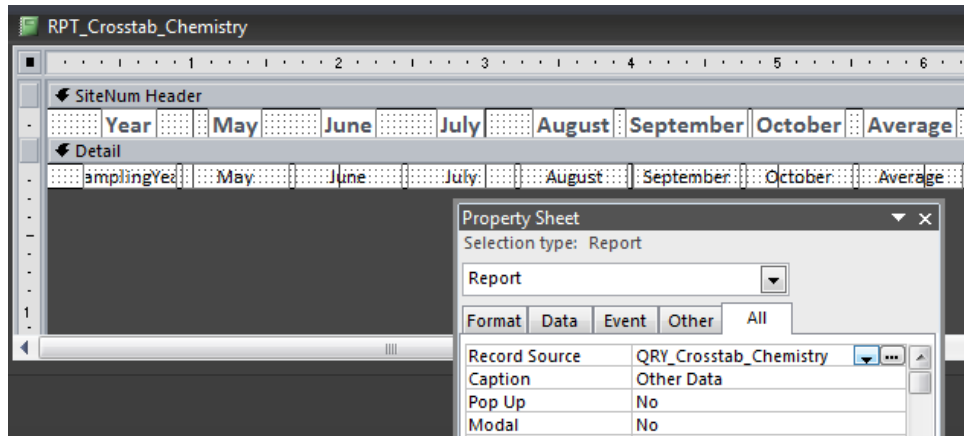 RPT_Crosstab_Chemistry
1 2 3 4 5 6
SiteNum Header
Year May June July August September October Average
Detail
amplingYea May June July August September October Average
1
Property Sheet
Selection type: Report
Report
Format Data Event Other All
Record Source QRY_Crosstab_Chemistry
Caption Other Data
Pop Up No
Modal No